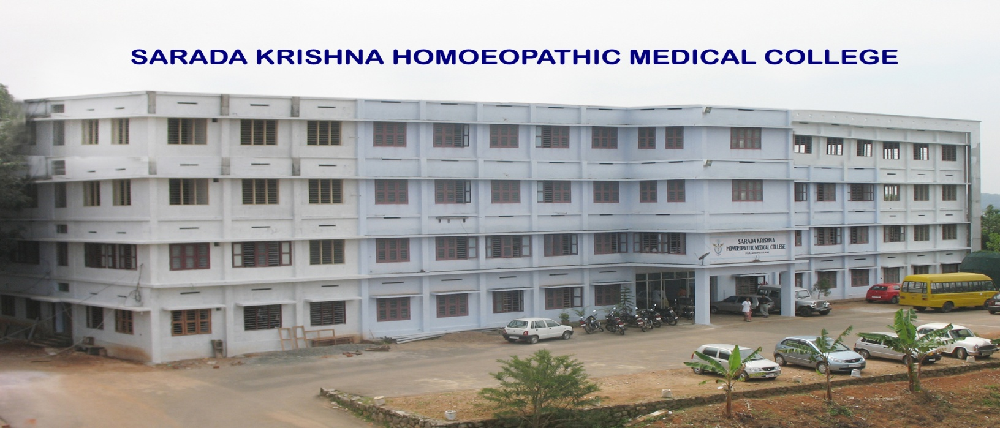 SARADA KRISHNA HOMOEOPATHIC MEDICAL COLLEGE
SARADA KRISHNA
HOMOEOPATHIC MEDICAL COLLEGE